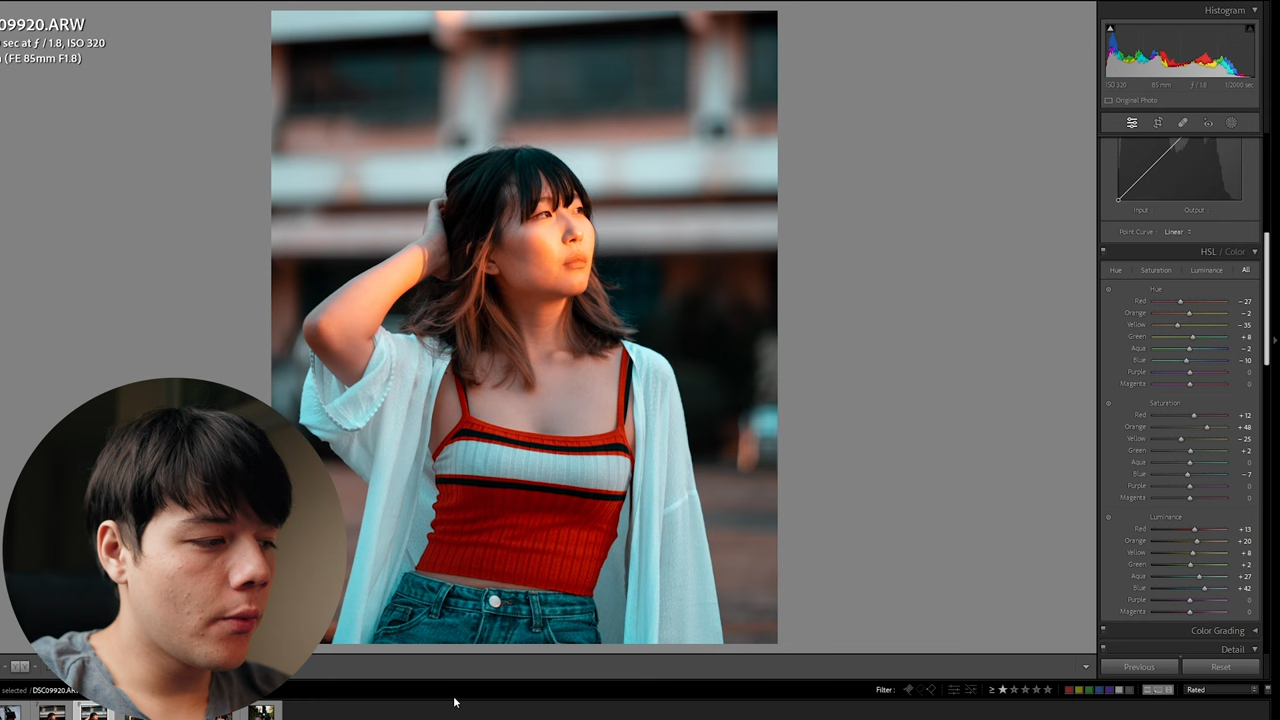 09920.ARW
sec at ƒ / 1.8, ISO 320
(FE 85mm F1.8)
Histogram
ISO 320 85 mm ƒ / 1.8 1/2000 sec
Original Photo
Input : Output :
Point Curve : Linear
HSL / Color
Hue Saturation Luminance All
Hue
Red - 27
Orange - 2
Yellow - 35
Green + 8
Aqua - 2
Blue - 10
Purple 0
Magenta 0
Saturation
Red + 12
Orange + 48
Yellow - 25
Green + 2
Aqua 0
Blue - 7
Purple 0
Magenta 0
Luminance
Red + 13
Orange + 20
Yellow + 8
Green + 2
Aqua + 27
Blue + 42
Purple 0
Magenta 0
Color Grading
Detail
Previous Reset
selected / DSC09920.AR
Filter : ≥ Rated